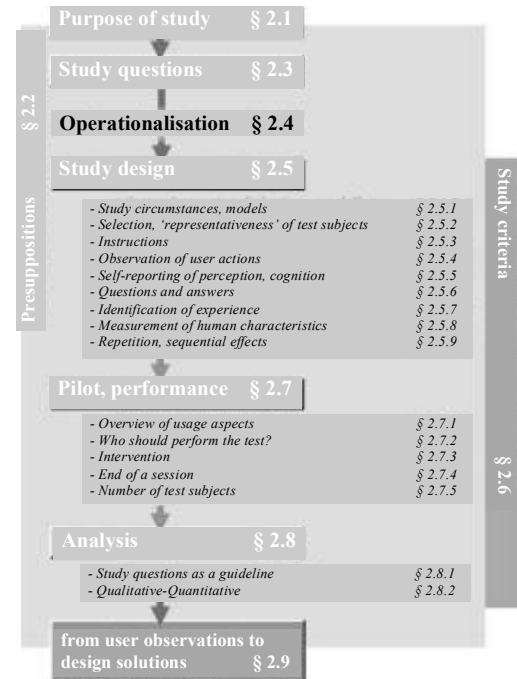 Purpose of study § 2.1
Study questions § 2.3
Operationalisation § 2.4
Study design § 2.5
- Study circumstances, models § 2.5.1
- Selection, ‘representativeness’ of test subjects § 2.5.2
- Instructions § 2.5.3
- Observation of user actions § 2.5.4
- Self-reporting of perception, cognition § 2.5.5
- Questions and answers § 2.5.6
- Identification of experience § 2.5.7
- Measurement of human characteristics § 2.5.8
- Repetition, sequential effects § 2.5.9
Pilot, performance § 2.7
- Overview of usage aspects § 2.7.1
- Who should perform the test? § 2.7.2
- Intervention § 2.7.3
- End of a session § 2.7.4
- Number of test subjects § 2.7.5
Analysis § 2.8
- Study questions as a guideline § 2.8.1
- Qualitative-Quantitative § 2.8.2
from user observations to
design solutions § 2.9
Presuppositions § 2.2
Study criteria § 2.6